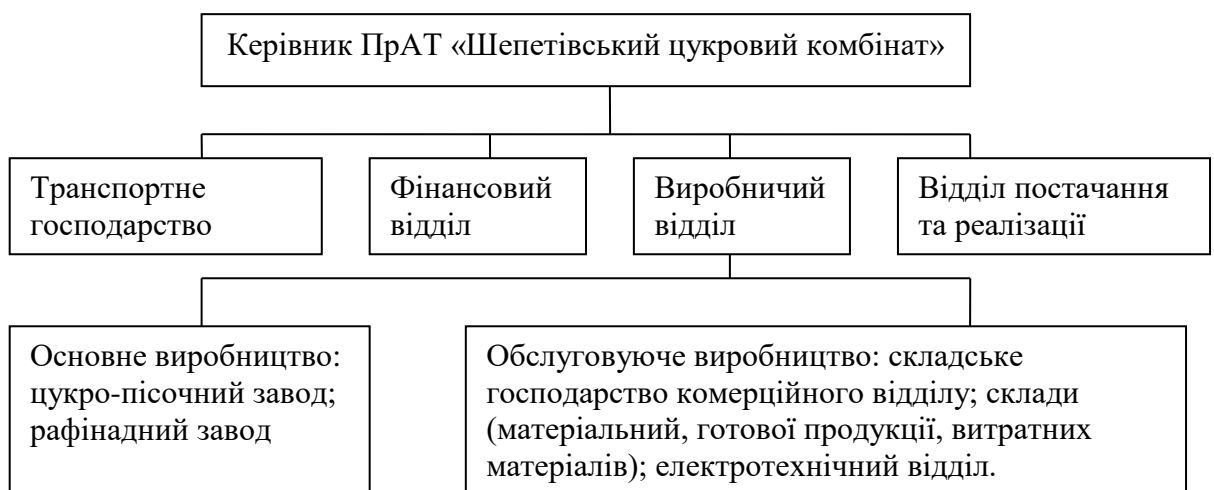 Керівник ПрАТ «Шепетівський цукровий комбінат»
Транспортне
господарство
Фінансовий
відділ
Виробничий
відділ
Відділ постачання
та реалізації
Основне виробництво:
цукро-пісочний завод;
рафінадний завод
Обслуговуюче виробництво: складське
господарство комерційного відділу; склади
(матеріальний, готової продукції, витратних
матеріалів); електротехнічний відділ.